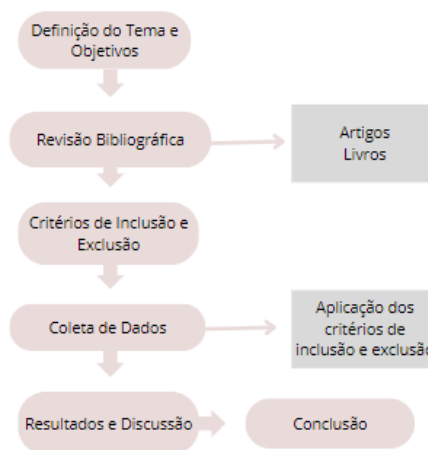 Definição do Tema e
Objetivos
Revisão Bibliográfica
Artigos
Livros
Critérios de Inclusão e
Exclusão
Coleta de Dados
Aplicação dos
critérios de
inclusão e exclusão
Resultados e Discussão
Conclusão